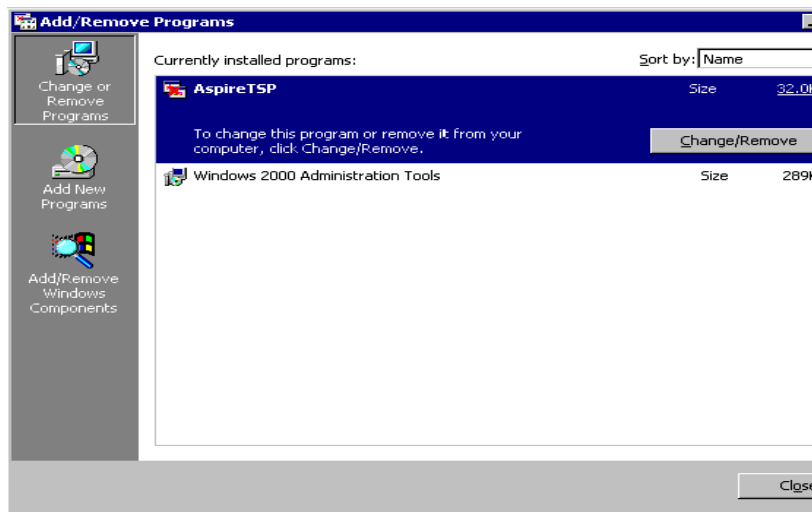 Add/Remove Programs
Change or
Remove
Programs
Add New
Programs
Add/Remove
Windows
Components
Currently installed programs:
Sort by: Name
AspireTSP
Size
To change this program or remove it from your
computer, click Change/Remove.
Change/Remove
Windows 2000 Administration Tools
Size
Close